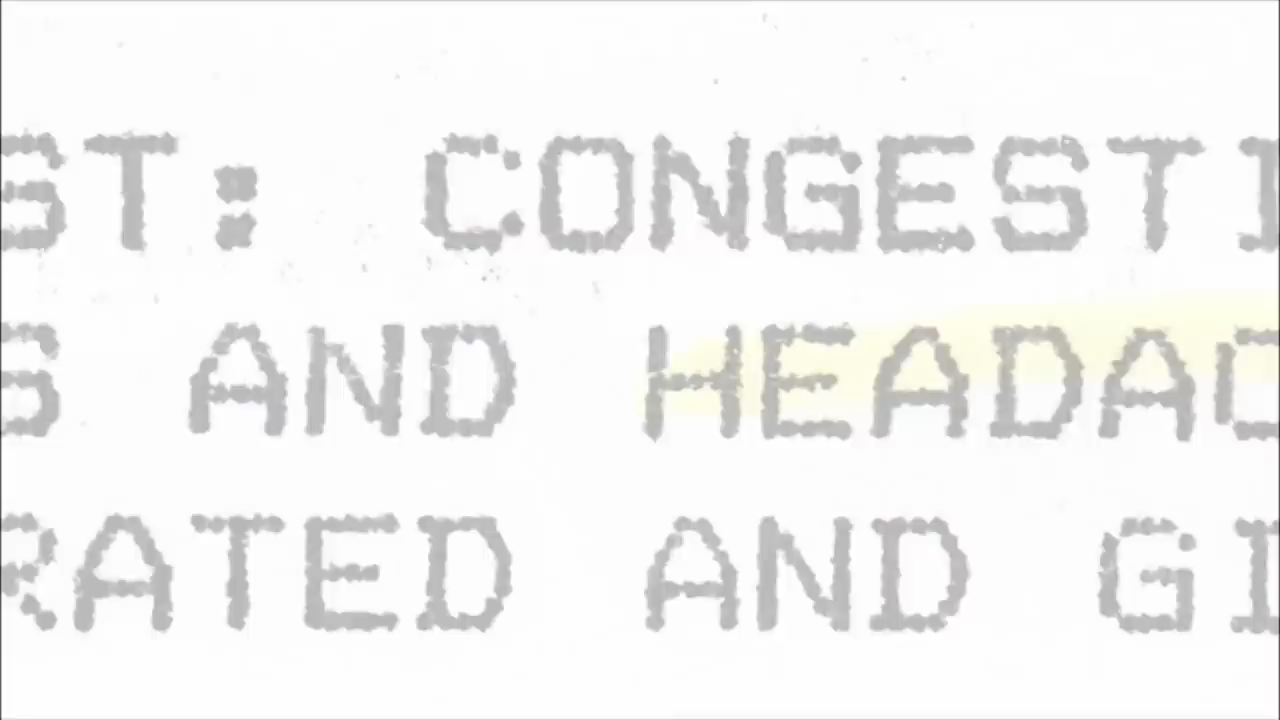 ST: CONGESTI
S AND HEADAC
RATED AND GI